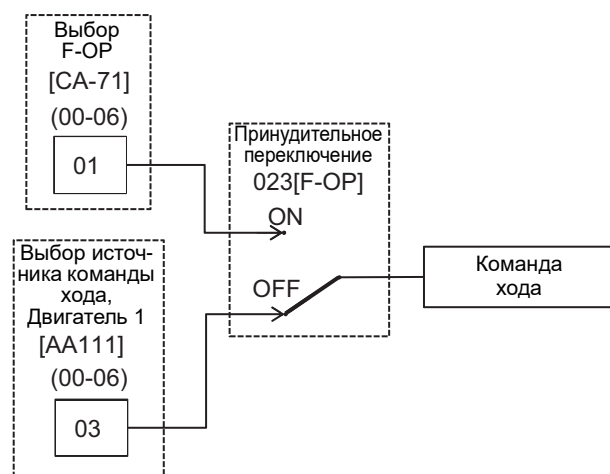 Выбор
F-OP
[CA-71]
(00-06)
01
Принудительное
переключение
023[F-OP]
ON
OFF
Выбор источ-
ника команды
хода,
Двигатель 1
[AA111]
(00-06)
03
Команда
хода